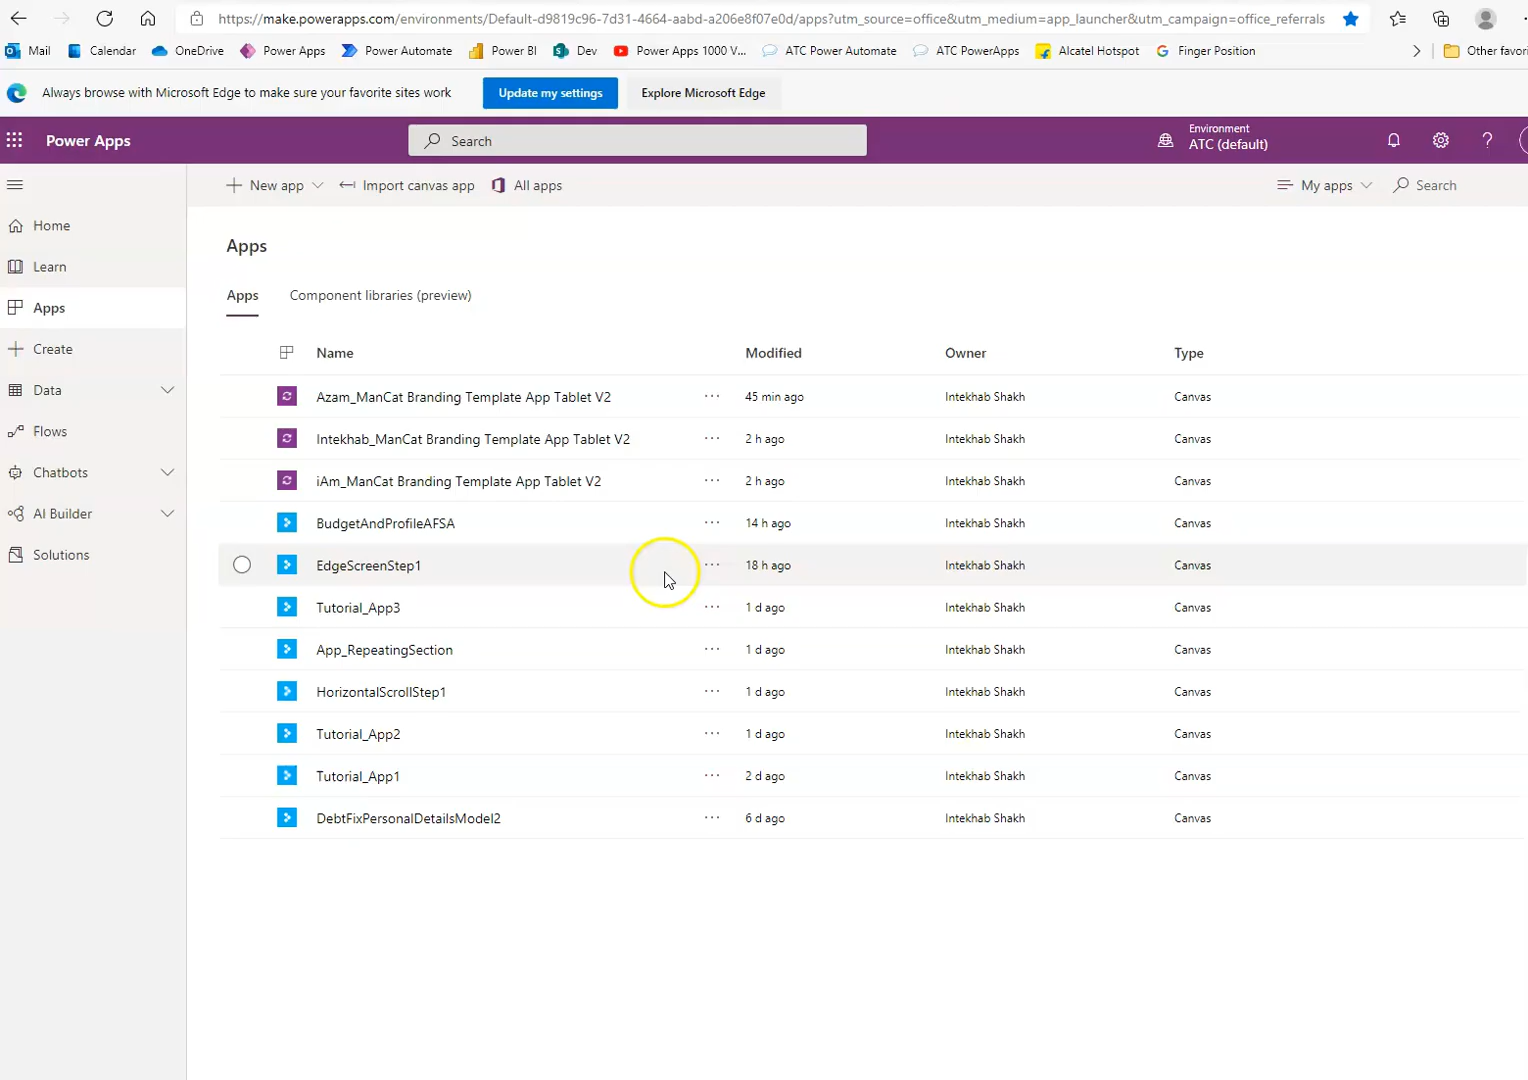 https://make.powerapps.com/environments/Default-d9819c96-7d31-4664-aabd-a206e8f07e0d/apps?utm_source=office&utm_medium=app_launcher&utm_campaign=office_referrals
Mail Calendar OneDrive Power Apps Power Automate Power BI Dev Power Apps 1000 V... ATC Power Automate ATC PowerApps Alcatel Hotspot Finger Position Other favori
Always browse with Microsoft Edge to make sure your favorite sites work Update my settings Explore Microsoft Edge
Power Apps Search Environment
ATC (default) ?
New app Import canvas app All apps My apps Search
Home
Learn
Apps
Create
Data
Flows
Chatbots
AI Builder
Solutions
Apps
Apps Component libraries (preview)
Name Modified Owner Type
Azam_ManCat Branding Template App Tablet V2 ... 45 min ago Intekhab Shakh Canvas
Intekhab_ManCat Branding Template App Tablet V2 ... 2 h ago Intekhab Shakh Canvas
iAm_ManCat Branding Template App Tablet V2 ... 2 h ago Intekhab Shakh Canvas
BudgetAndProfileAFSA ... 14 h ago Intekhab Shakh Canvas
EdgeScreenStep1 ... 18 h ago Intekhab Shakh Canvas
Tutorial_App3 ... 1 d ago Intekhab Shakh Canvas
App_RepeatingSection ... 1 d ago Intekhab Shakh Canvas
HorizontalScrollStep1 ... 1 d ago Intekhab Shakh Canvas
Tutorial_App2 ... 1 d ago Intekhab Shakh Canvas
Tutorial_App1 ... 2 d ago Intekhab Shakh Canvas
DebtFixPersonalDetailsModel2 ... 6 d ago Intekhab Shakh Canvas